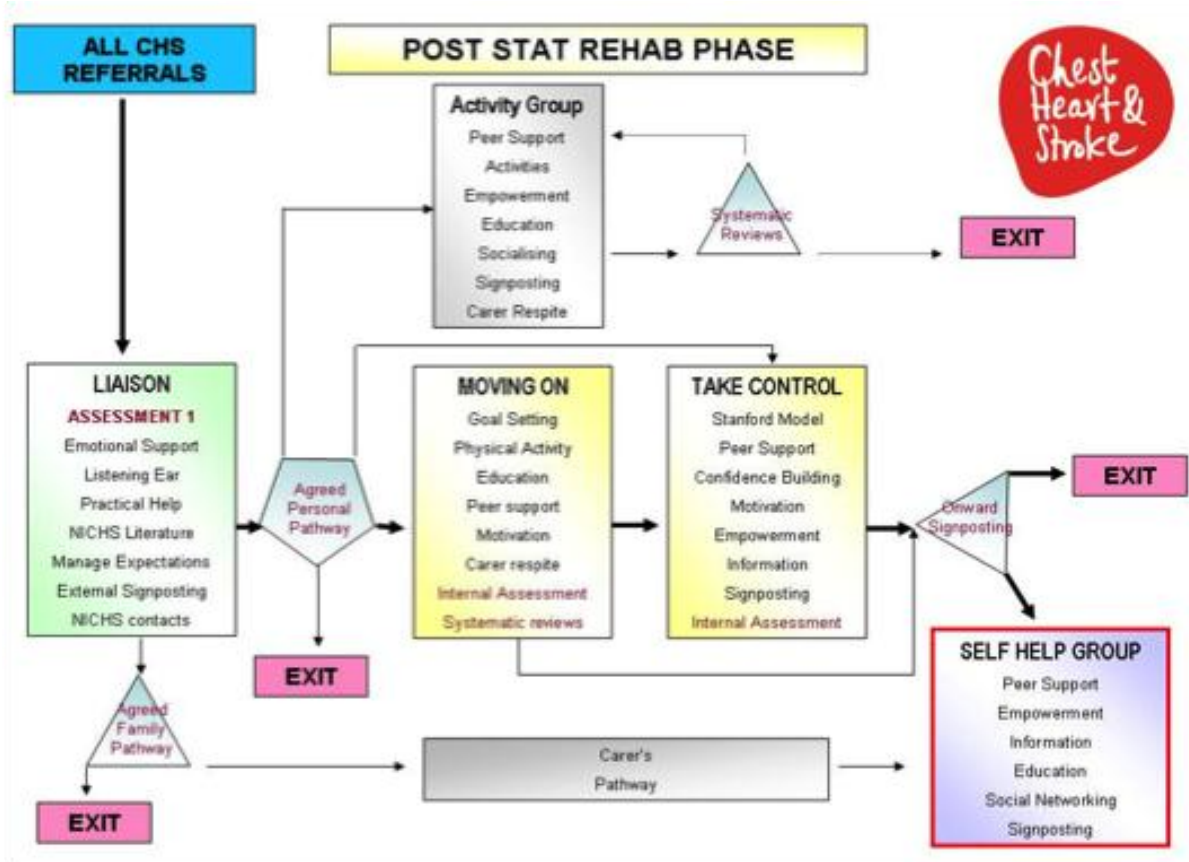 ALL CHS
REFERRALS
POST STAT REHAB PHASE
Chest
Heart &
Stroke
Activity Group
Peer Support
Activities
Empowerment
Education
Socialising
Signposting
Carer Respite
Systematic
Reviews
EXIT
LIAISON
ASSESSMENT 1
Emotional Support
Listening Ear
Practical Help
NICHS Literature
Manage Expectations
External Signposting
NICHS contacts
Agreed
Personal
Pathway
EXIT
MOVING ON
Goal Setting
Physical Activity
Education
Peer support
Motivation
Carer respite
Internal Assessment
Systematic reviews
TAKE CONTROL
Stanford Model
Peer Support
Confidence Building
Motivation
Empowerment
Information
Signposting
Internal Assessment
Onward
Signposting
EXIT
SELF HELP GROUP
Peer Support
Empowerment
Information
Education
Social Networking
Signposting
Agreed
Family
Pathway
EXIT
Carer's
Pathway